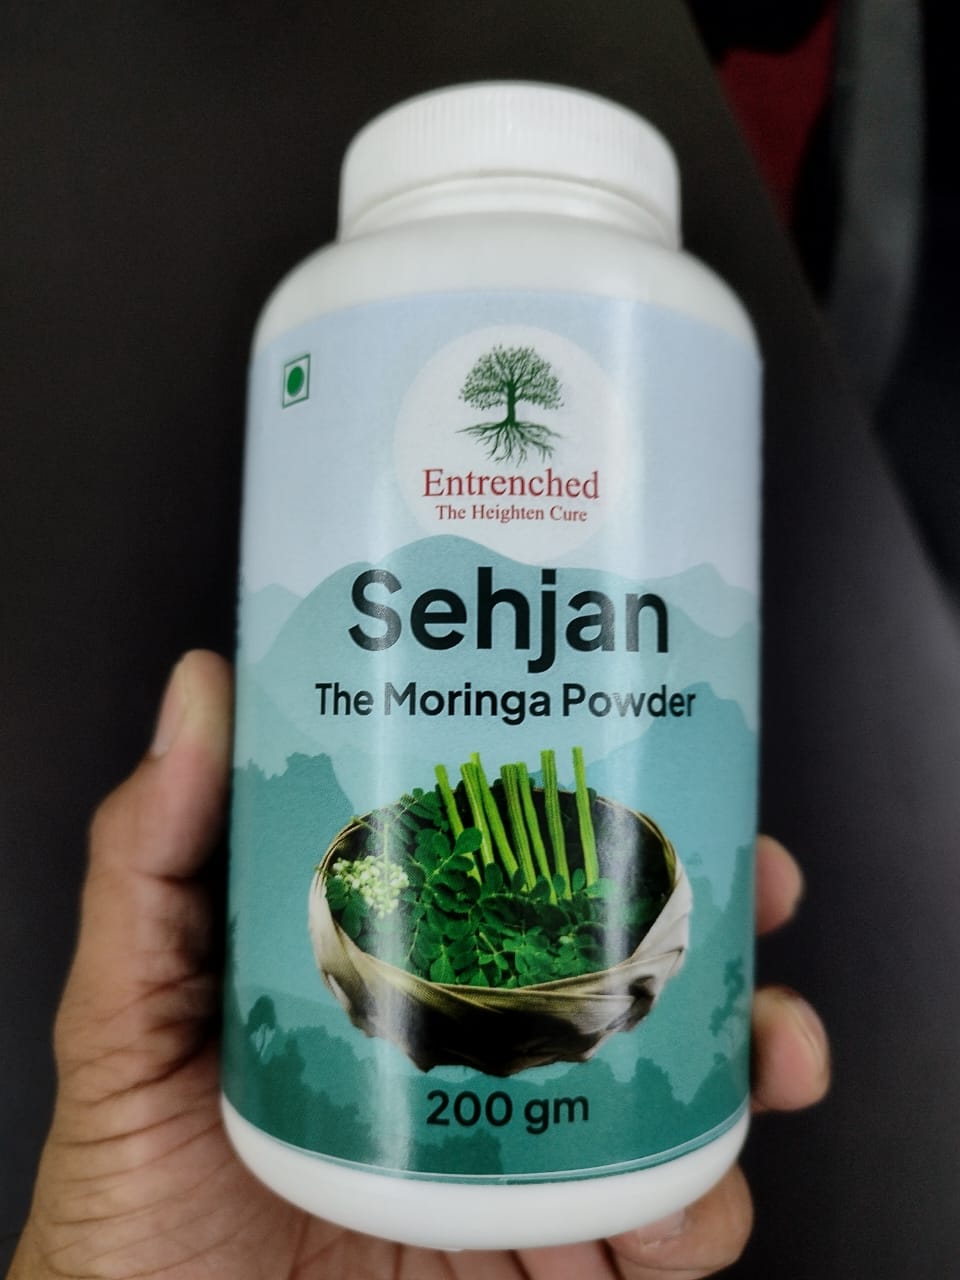 Entrenched
The Heighten Cure
Sehjan
The Moringa Powder
200 gm